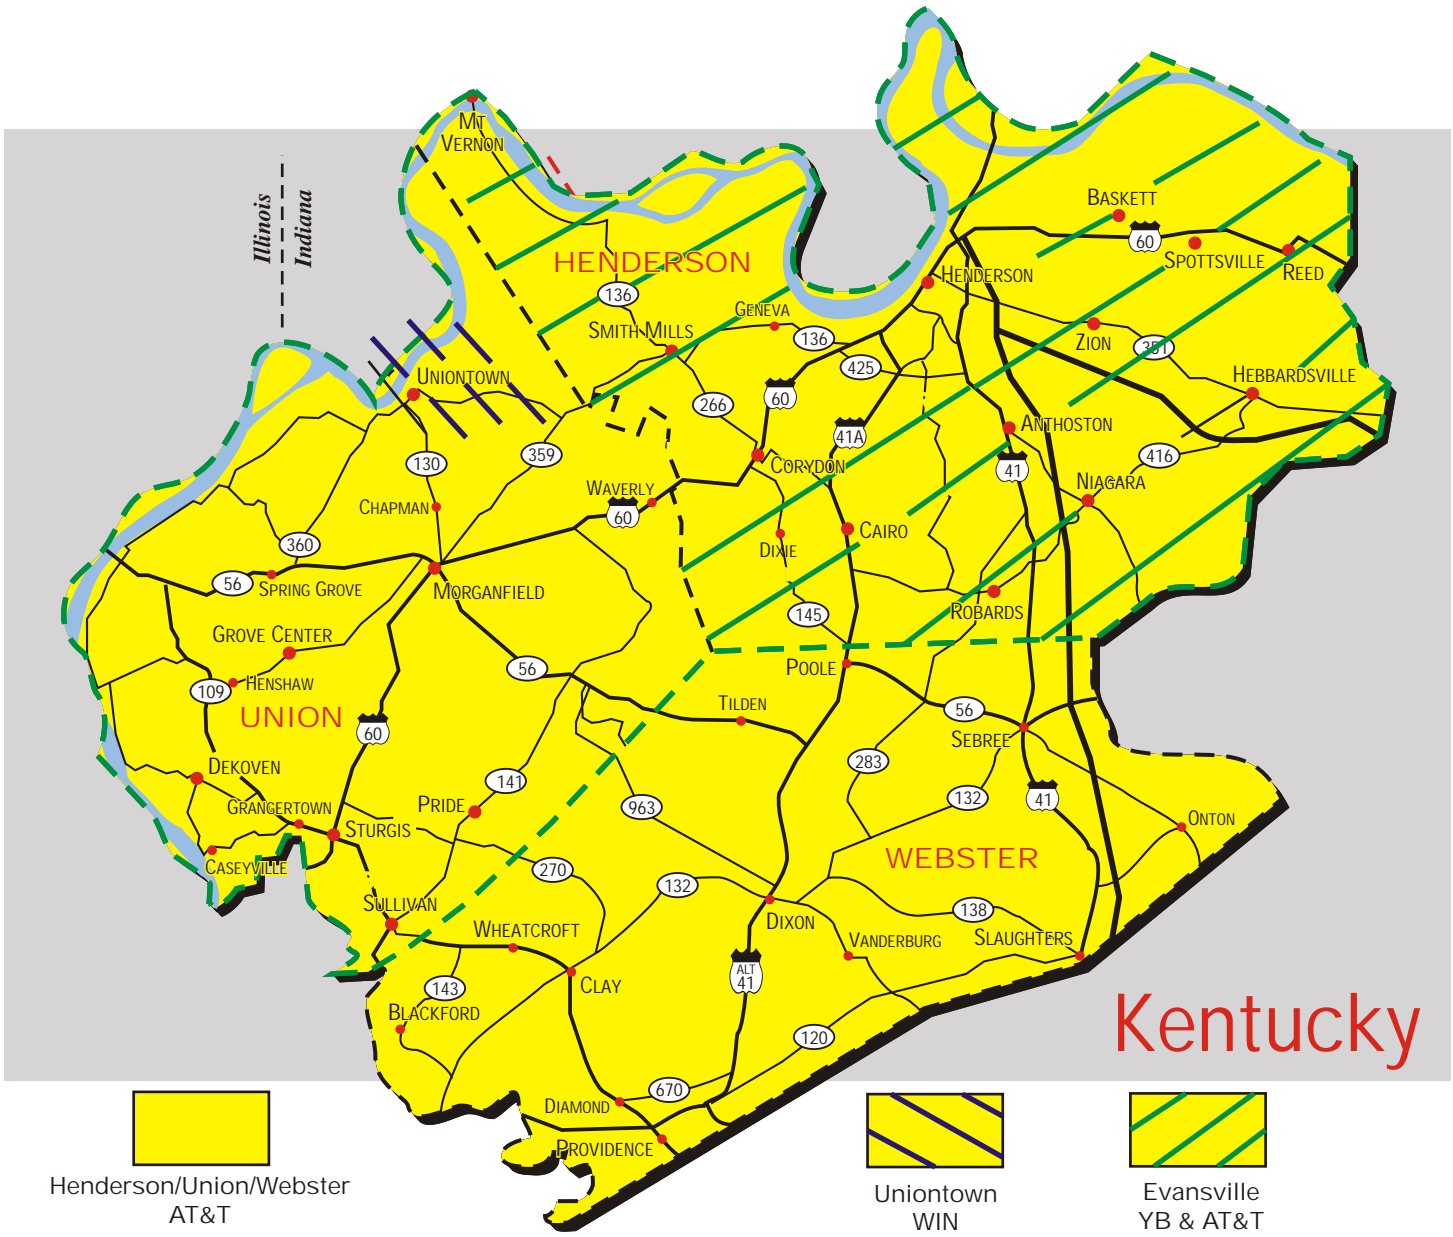 Illinois
Indiana
MT
VERNON
HENDERSON
136
SMITH MILLS
GENEVA
136
425
266
60
41A
CORYDON
BASKETT
60
SPOTTSVILLE
REED
HENDERSON
ZION
351
HEBBARDSVILLE
ANTHOSTON
41
416
NIAGARA
UNIONTOWN
130
359
CHAPMAN
WAVERLY
60
DIXIE
CAIRO
360
56
SPRING GROVE
MORGANFIELD
145
ROBARDS
GROVE CENTER
HENSHAW
109
UNION
60
56
POOLE
TILDEN
56
SEBREE
283
132
41
ONTON
DEKOVEN
GRANGERTOWN
STURGIS
CASEYVILLE
PRIDE
141
963
WEBSTER
270
132
138
SULLIVAN
WHEATCROFT
DIXON
VANDERBURG
SLAUGHTERS
CLAY
ALT
41
143
BLACKFORD
120
Kentucky
670
DIAMOND
PROVIDENCE
Henderson/Union/Webster
AT&T
Uniontown
WIN
Evansville
YB & AT&T